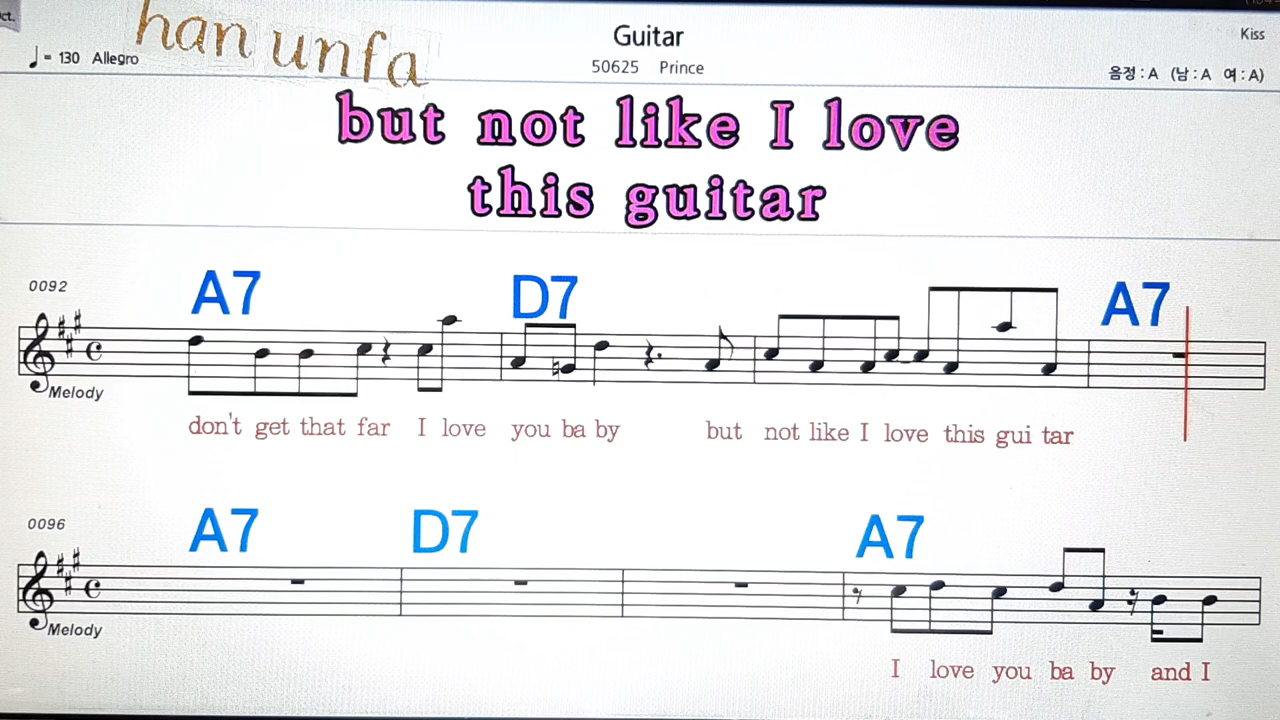 ct.
han unfa
Guitar
Kiss
♩ = 130 Allegro
50625 Prince
음정 : A (남 : A 여 : A)
but not like I love
this guitar
0092
A7 D7 A7
Melody
don't get that far I love you ba by but not like I love this gui tar
0096
A7 D7 A7
Melody
I love you ba by and I